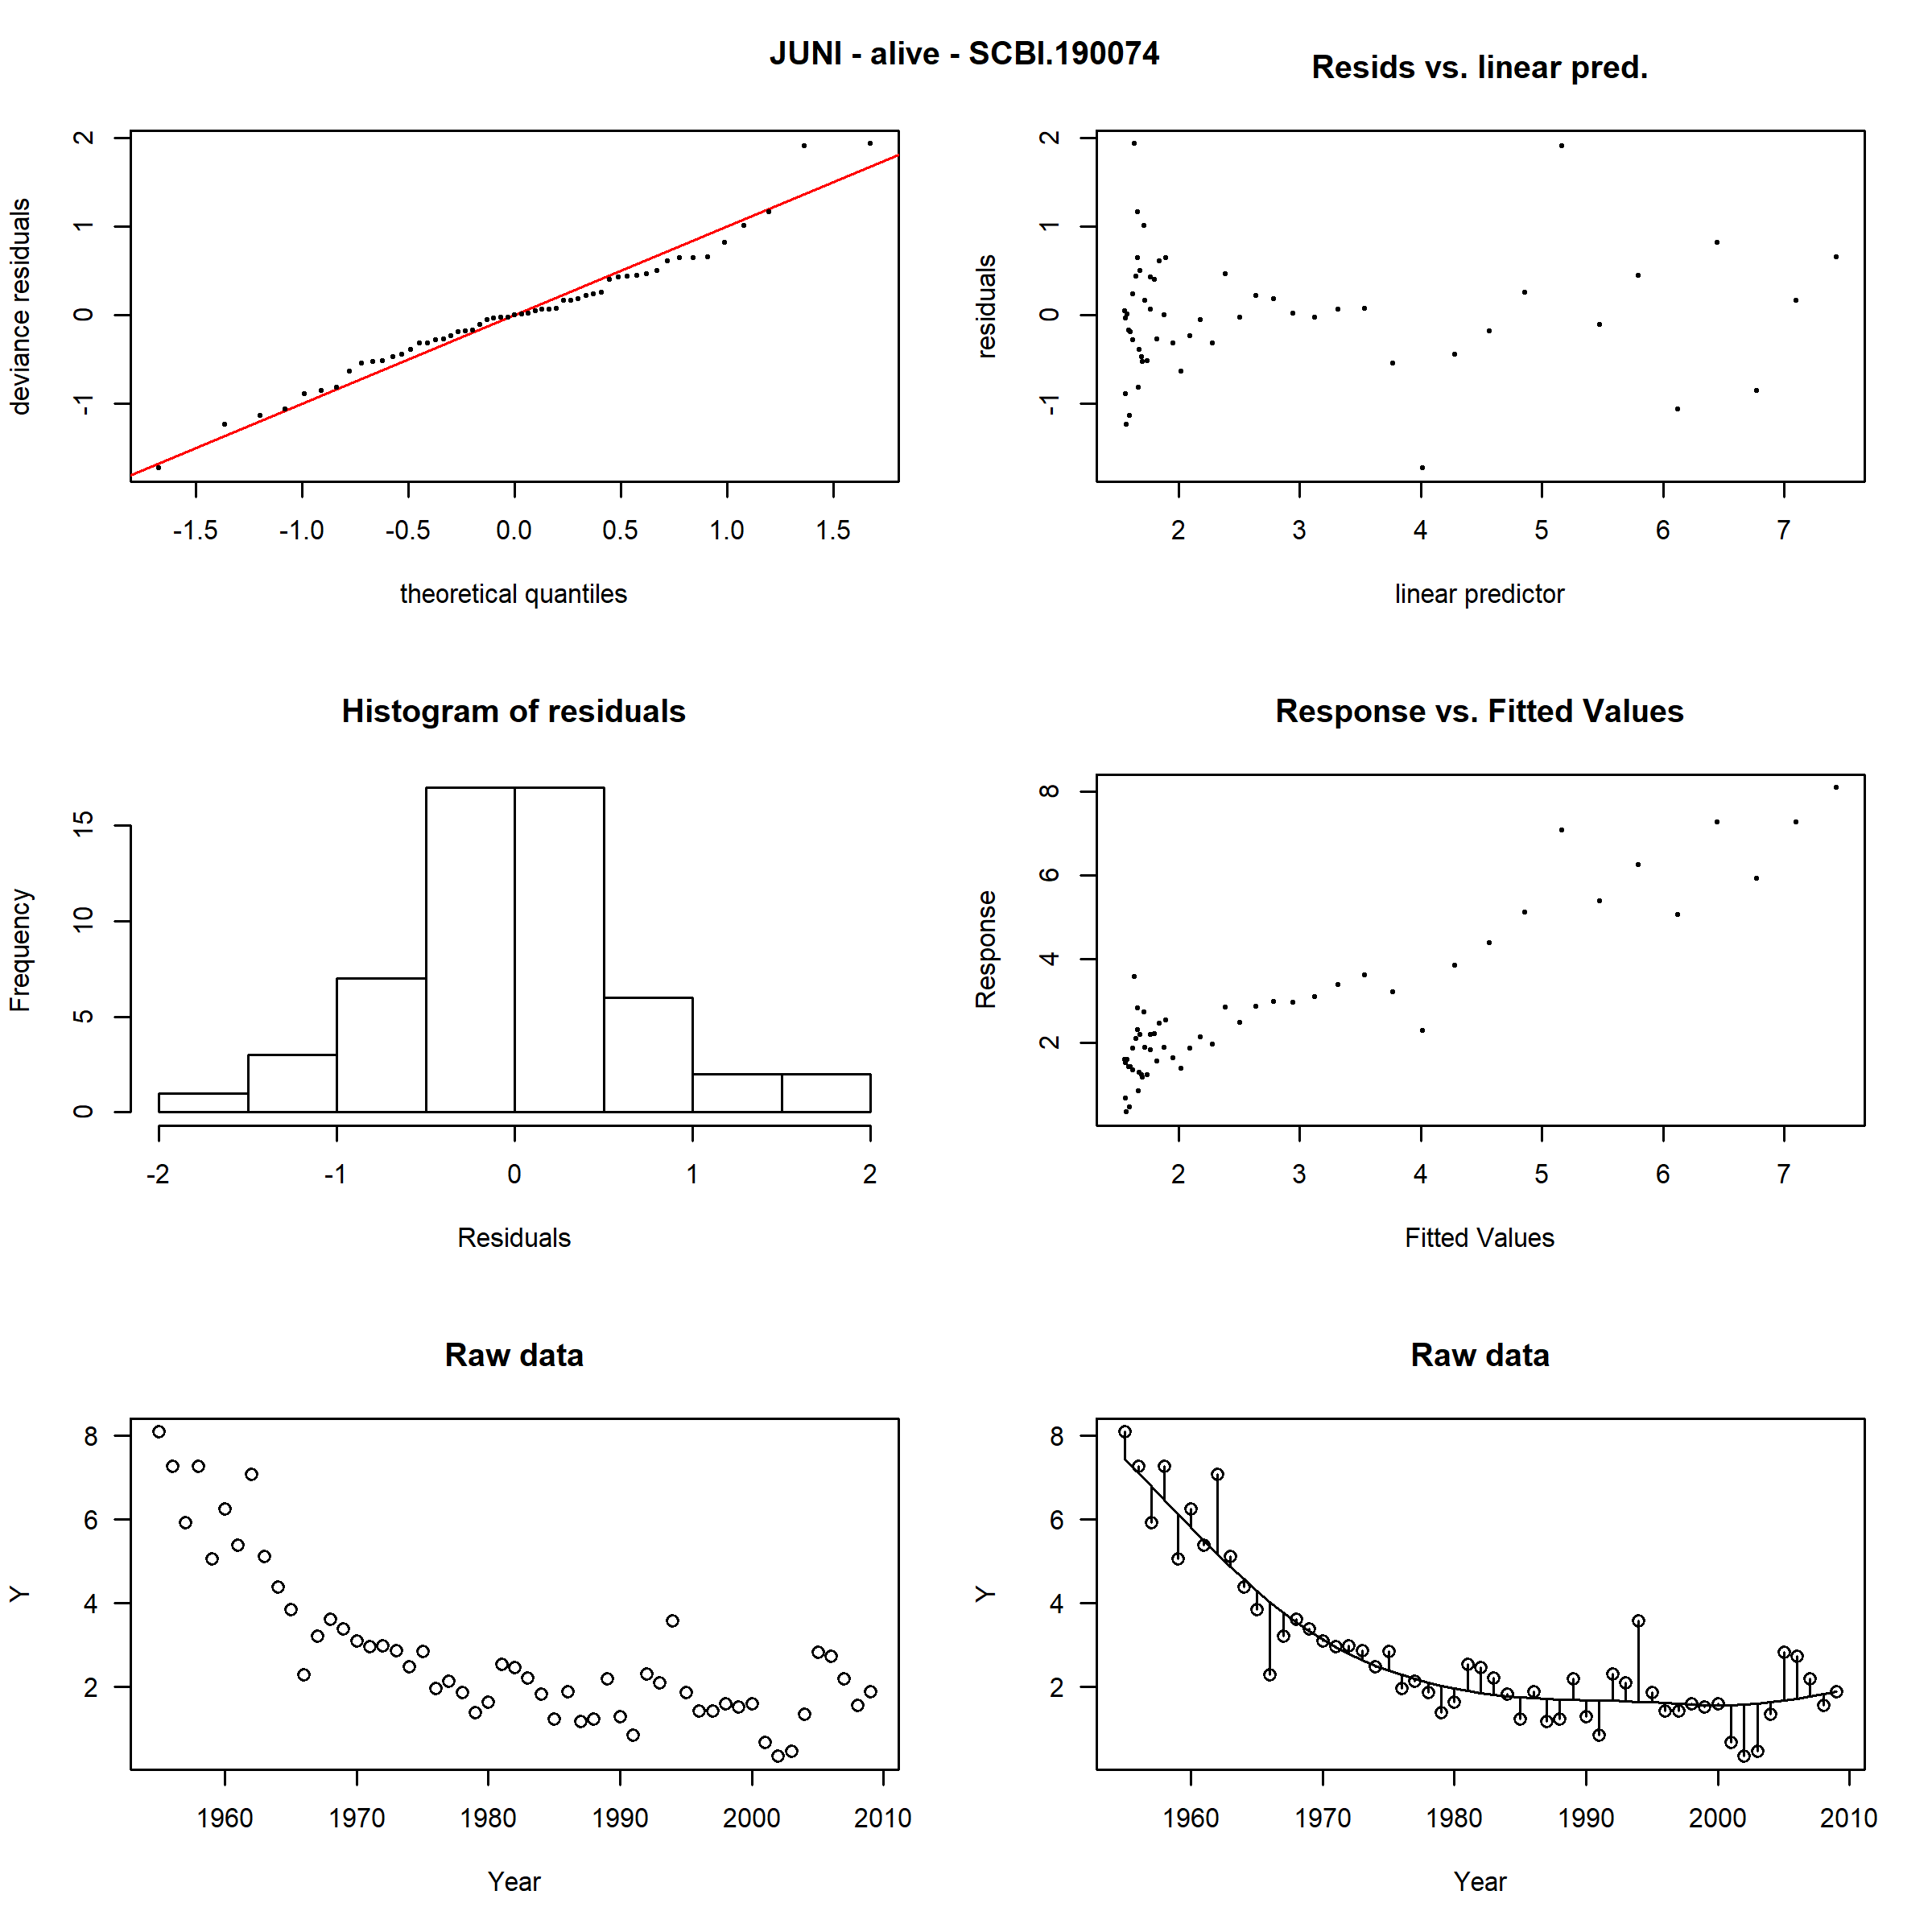 JUNI - alive - SCBI.190074
Resids vs. linear pred.
deviance residuals
2
1
0
-1
-1.5 -1.0 -0.5 0.0 0.5 1.0 1.5
theoretical quantiles
residuals
2
1
0
-1
2 3 4 5 6 7
linear predictor
Histogram of residuals
Frequency
15
10
5
0
-2 -1 0 1 2
Residuals
Response vs. Fitted Values
Response
8
6
4
2
2 3 4 5 6 7
Fitted Values
Raw data
Y
8
6
4
2
1960 1970 1980 1990 2000 2010
Year
Raw data
Y
8
6
4
2
1960 1970 1980 1990 2000 2010
Year